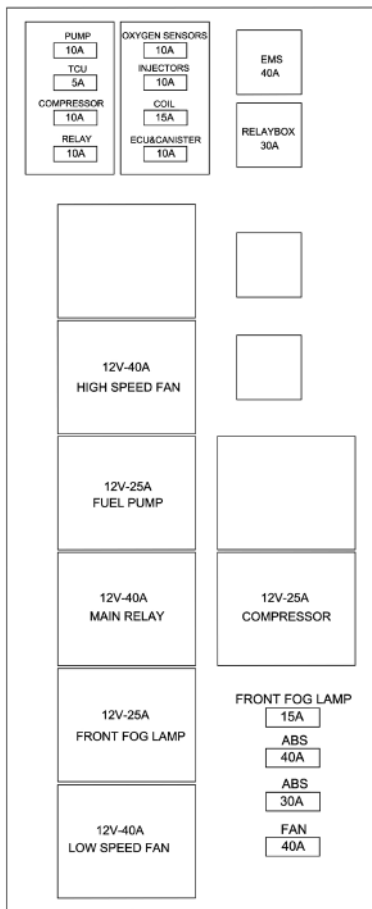 PUMP
10A
TCU
5A
COMPRESSOR
10A
RELAY
10A
OXYGEN SENSORS
10A
INJECTORS
10A
COIL
15A
ECU&CANISTER
10A
EMS
40A
RELAYBOX
30A
12V-40A
HIGH SPEED FAN
12V-25A
FUEL PUMP
12V-40A
MAIN RELAY
12V-25A
COMPRESSOR
12V-25A
FRONT FOG LAMP
12V-40A
LOW SPEED FAN
FRONT FOG LAMP
15A
ABS
40A
ABS
30A
FAN
40A